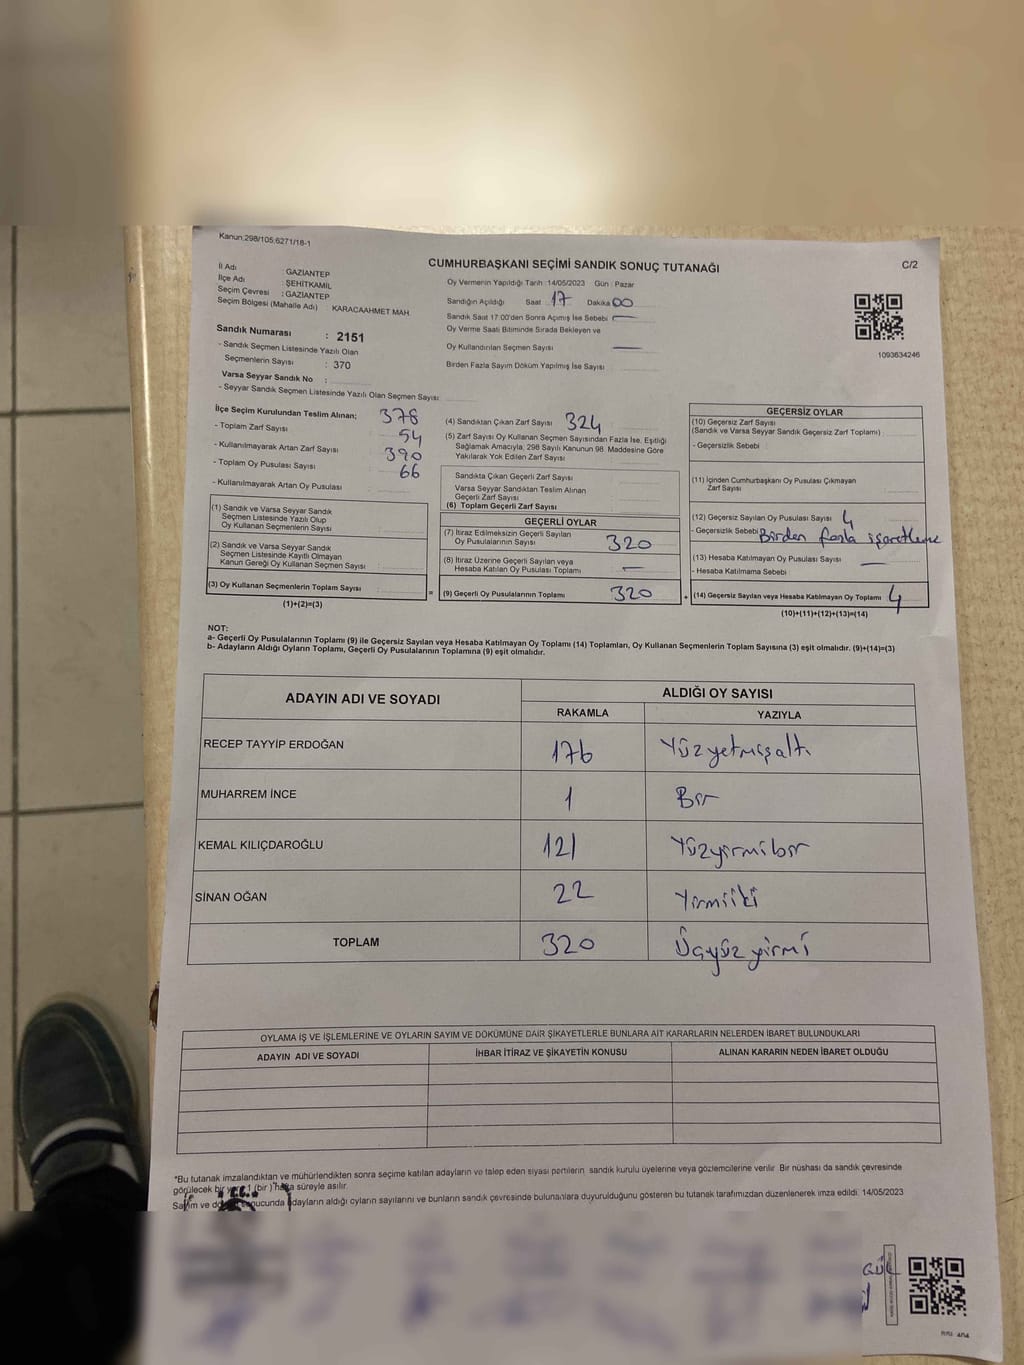 Kanun:298/105;6271/18-1
CUMHURBAŞKANI SEÇİMİ SANDIK SONUÇ TUTANAĞI
C/2
İl Adı : GAZİANTEP
İlçe Adı : ŞEHİTKAMİL
Seçim Çevresi : GAZİANTEP
Seçim Bölgesi (Mahalle Adı) KARACAAHMET MAH.
Oy Vermenin Yapıldığı Tarih :14/05/2023 Gün : Pazar
Sandığın Açıldığı Saat 17 Dakika 00
Sandık Saat 17:00'den Sonra Açımış İse Sebebi —
Oy Verme Saati Bitiminde Sırada Bekleyen ve
Oy Kullandırılan Seçmen Sayısı —
Birden Fazla Sayım Döküm Yapılmış İse Sayısı
1093634246
Sandık Numarası : 2151
- Sandık Seçmen Listesinde Yazılı Olan
Seçmenlerin Sayısı : 370
Varsa Seyyar Sandık No :
- Seyyar Sandık Seçmen Listesinde Yazılı Olan Seçmen Sayısı:
İlçe Seçim Kurulundan Teslim Alınan;
- Toplam Zarf Sayısı 378
- Kullanılmayarak Artan Zarf Sayısı 54
- Toplam Oy Pusulası Sayısı 390
- Kullanılmayarak Artan Oy Pusulası 66
(1) Sandık ve Varsa Seyyar Sandık
Seçmen Listesinde Yazılı Olup
Oy Kullanan Seçmenlerin Sayısı
(2) Sandık ve Varsa Seyyar Sandık
Seçmen Listesinde Kayıtlı Olmayan
Kanun Gereği Oy Kullanan Seçmen Sayısı
(3) Oy Kullanan Seçmenlerin Toplam Sayısı
(1)+(2)=(3)
=
(4) Sandıktan Çıkan Zarf Sayısı 324
(5) Zarf Sayısı Oy Kullanan Seçmen Sayısından Fazla İse, Eşitliği
Sağlamak Amacıyla, 298 Sayılı Kanunun 98. Maddesine Göre
Yakılarak Yok Edilen Zarf Sayısı
Sandıkta Çıkan Geçerli Zarf Sayısı
Varsa Seyyar Sandıktan Teslim Alınan
Geçerli Zarf Sayısı
(6) Toplam Geçerli Zarf Sayısı
GEÇERLİ OYLAR
(7) İtiraz Edilmeksizin Geçerli Sayılan
Oy Pusulalarının Sayısı 320
(8) İtiraz Üzerine Geçerli Sayılan veya
Hesaba Katılan Oy Pusulası Toplamı —
(9) Geçerli Oy Pusulalarının Toplamı 320
+
GEÇERSİZ OYLAR
(10) Geçersiz Zarf Sayısı
(Sandık ve Varsa Seyyar Sandık Geçersiz Zarf Toplamı)
- Geçersizlik Sebebi
(11) İçinden Cumhurbaşkanı Oy Pusulası Çıkmayan
Zarf Sayısı
(12) Geçersiz Sayılan Oy Pusulası Sayısı 4
- Geçersizlik Sebebi Birden fazla işaretleme
(13) Hesaba Katılmayan Oy Pusulası Sayısı —
- Hesaba Katılmama Sebebi
(14) Geçersiz Sayılan veya Hesaba Katılmayan Oy Toplamı 4
(10)+(11)+(12)+(13)=(14)
NOT:
a- Geçerli Oy Pusulalarının Toplamı (9) ile Geçersiz Sayılan veya Hesaba Katılmayan Oy Toplamı (14) Toplamları, Oy Kullanan Seçmenlerin Toplam Sayısına (3) eşit olmalıdır. (9)+(14)=(3)
b- Adayların Aldığı Oyların Toplamı, Geçerli Oy Pusulalarının Toplamına (9) eşit olmalıdır.
ADAYIN ADI VE SOYADI
ALDIĞI OY SAYISI
RAKAMLA YAZIYLA
RECEP TAYYİP ERDOĞAN 176 Yüzyetmişaltı
MUHARREM İNCE 1 Bir
KEMAL KILIÇDAROĞLU 121 Yüzyirmibir
SİNAN OĞAN 22 Yirmiiki
TOPLAM 320 Üçyüzyirmi
OYLAMA İŞ VE İŞLEMLERİNE VE OYLARIN SAYIM VE DÖKÜMÜNE DAİR ŞİKAYETLERLE BUNLARA AİT KARARLARIN NELERDEN İBARET BULUNDUKLARI
ADAYIN ADI VE SOYADI İHBAR İTİRAZ VE ŞİKAYETİN KONUSU ALINAN KARARIN NEDEN İBARET OLDUĞU
*Bu tutanak imzalandıktan ve mühürlendikten sonra seçime katılan adayların ve talep eden siyasi partilerin, sandık kurulu üyelerine veya gözlemcilerine verilir. Bir nüshası da sandık çevresinde
görülecek bir 1 (bir) hafta süreyle asılır.
Sayım ve adayların aldığı oyların sayılarını ve bunların sandık çevresinde bulunanlara duyurulduğunu gösteren bu tutanak tarafımızdan düzenlenerek imza edildi. 14/05/2023